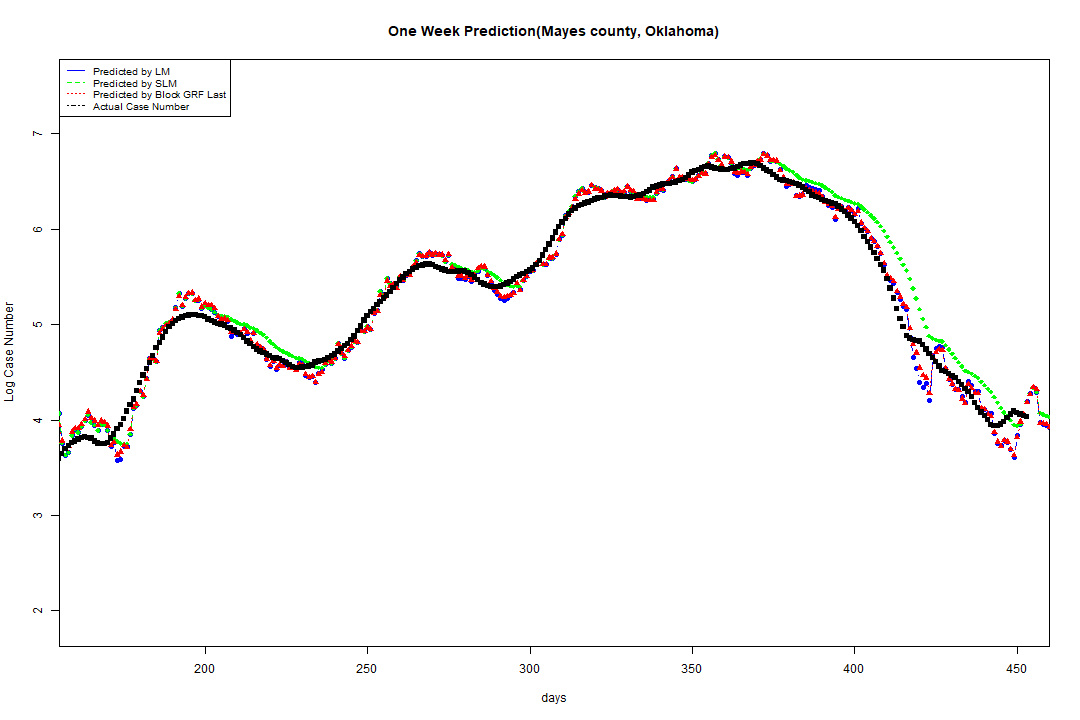 One Week Prediction(Mayes county, Oklahoma)
Predicted by LM
Predicted by SLM
Predicted by Block GRF Last
Actual Case Number
7
6
5
4
3
2
Log Case Number
200 250 300 350 400 450
days